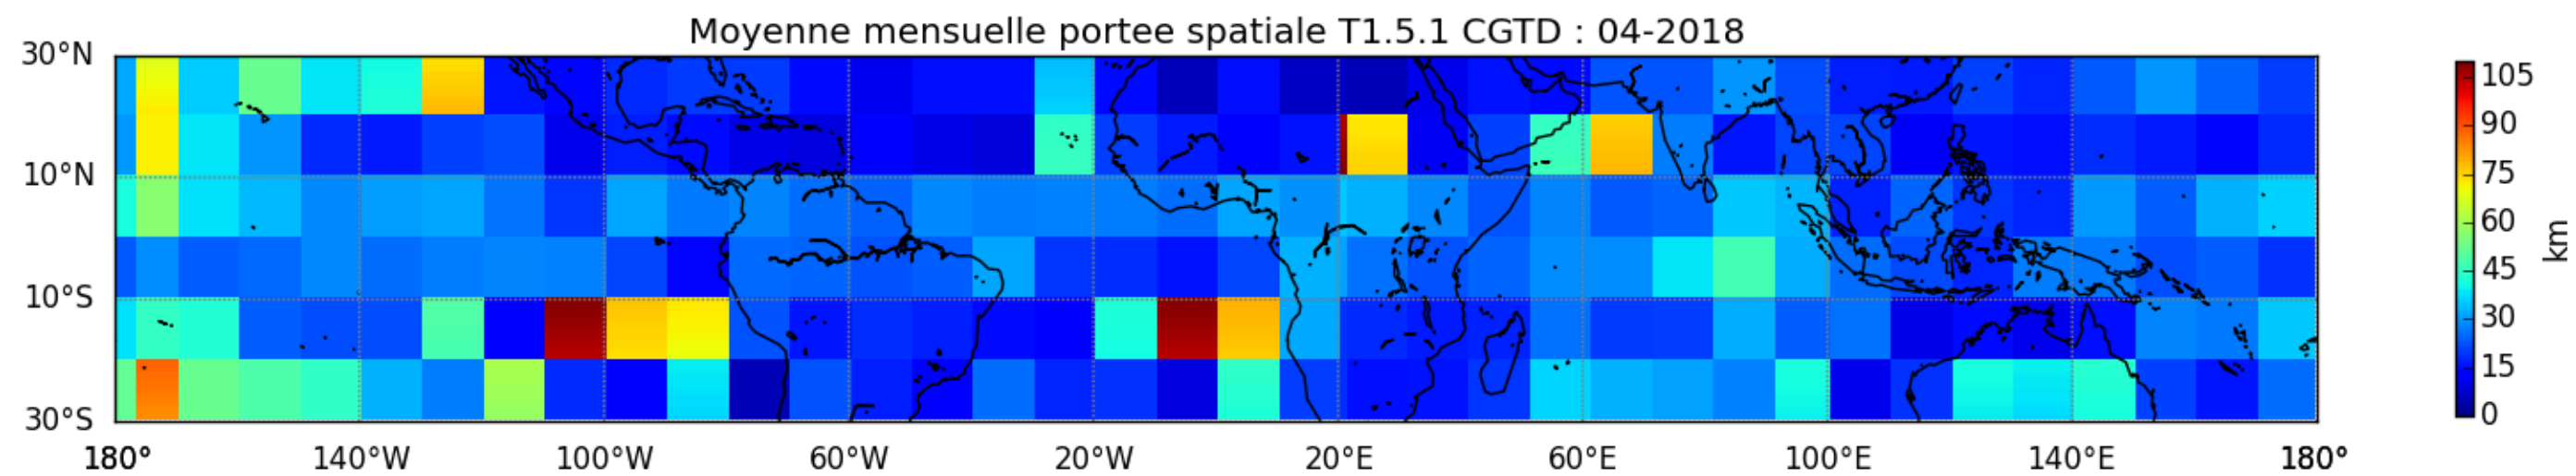 Moyenne mensuelle portee spatiale T1.5.1 CGTD : 04-2018
30°N
10°N
10°S
30°S
180° 140°W 100°W 60°W 20°W 20°E 60°E 100°E 140°E 180°
105
90
75
60
45
30
15
0
km